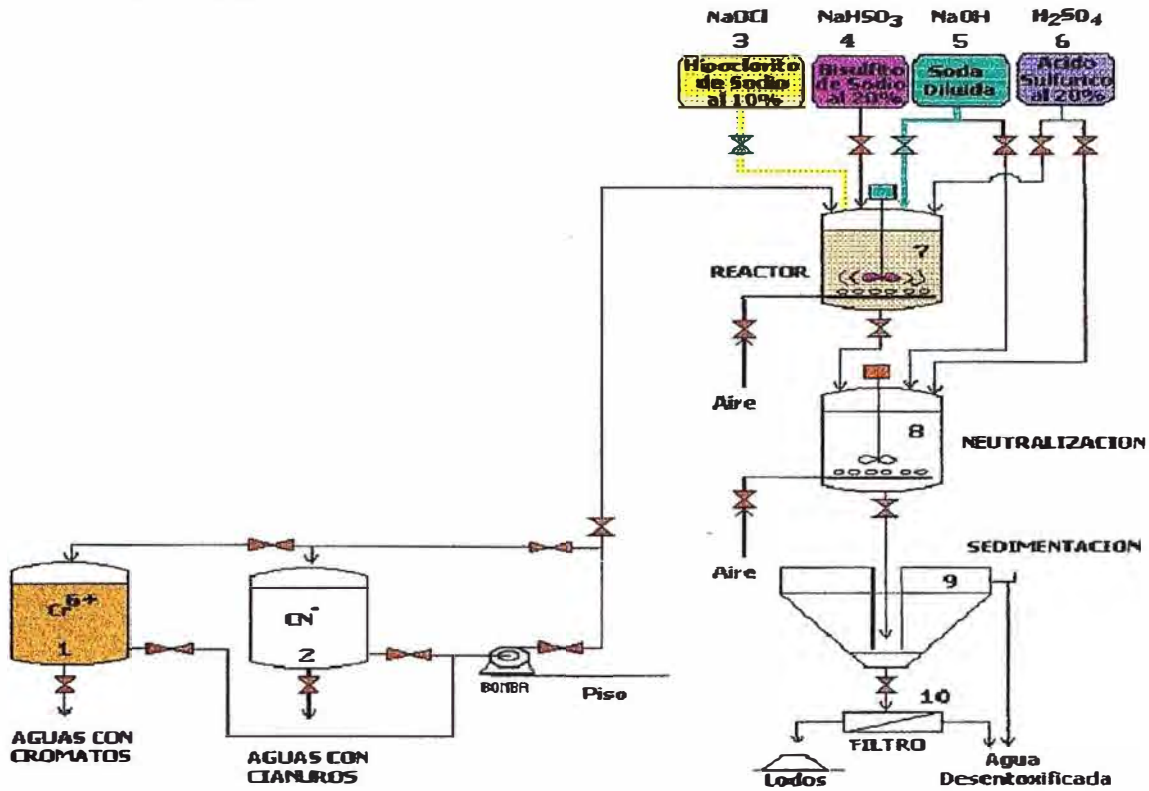 NaOCl
3
NaHSO3
4
NaOH
5
H2SO4
6
Hipoclorito
de Sodio
al 10%
Bisulfito
de Sodio
al 20%
Soda
Diluida
Acido
Sulfurico
al 20%
7
REACTOR
Aire
8
NEUTRALIZACION
Aire
SEDIMENTACION
9
Cr6+
1
CN-
2
BOMBA
Piso
10
AGUAS CON
CROMATOS
AGUAS CON
CIANUROS
FILTRO
Lodos
Agua
Desentoxificada